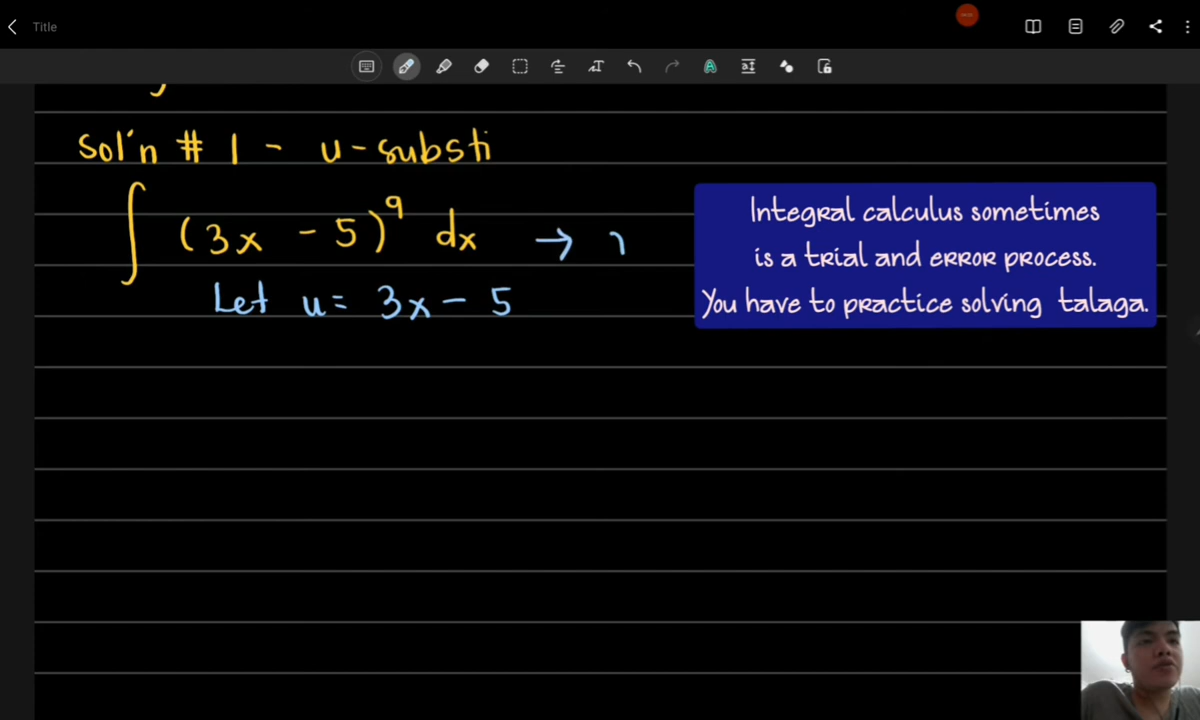 Title
Sol'n # 1 - u-substi
∫ (3x - 5)^9 dx →
Let u = 3x - 5
Integral calculus sometimes
is a trial and error process.
You have to practice solving talaga.